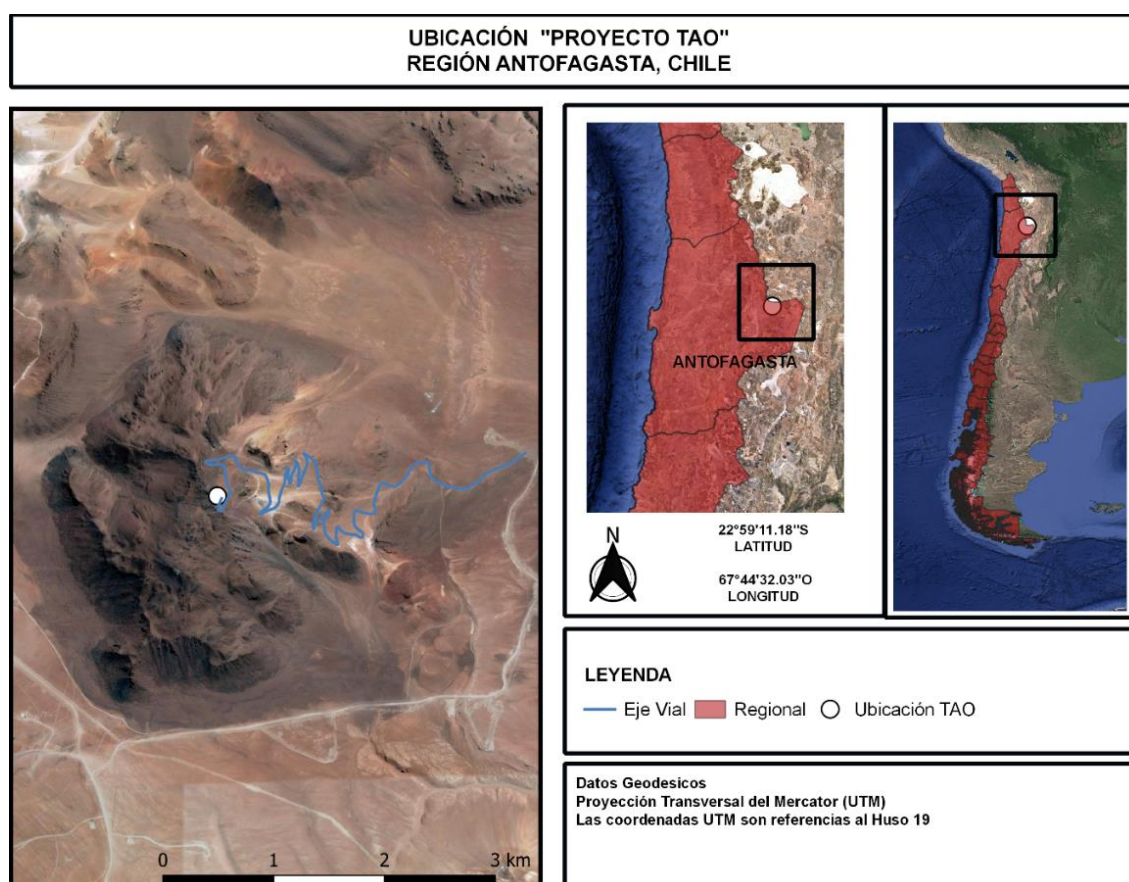 UBICACIÓN "PROYECTO TAO"
REGIÓN ANTOFAGASTA, CHILE
ANTOFAGASTA
N
22°59'11.18"S
LATITUD
67°44'32.03"O
LONGITUD
LEYENDA
Eje Vial Regional Ubicación TAO
Datos Geodesicos
Proyección Transversal del Mercator (UTM)
Las coordenadas UTM son referencias al Huso 19
0 1 2 3 km